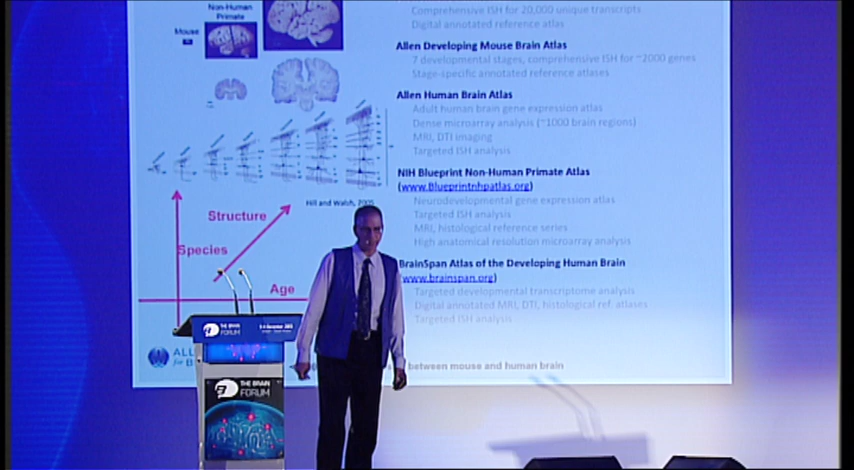 Non-Human
Primate
Mouse
Structure
Species
Age
Hill and Walsh, 2005
Comprehensive ISH for 20,000 unique transcripts
Digital annotated reference atlas
Allen Developing Mouse Brain Atlas
7 developmental stages, comprehensive ISH for ~2000 genes
Stage-specific annotated reference atlases
Allen Human Brain Atlas
Adult human brain gene expression atlas
Dense microarray analysis (~1000 brain regions)
MRI, DTI imaging
Targeted ISH analysis
NIH Blueprint Non-Human Primate Atlas
(www.Blueprintnhpatlas.org)
Neurodevelopmental gene expression atlas
Targeted ISH analysis
MRI, histological reference series
High anatomical resolution microarray analysis
BrainSpan Atlas of the Developing Human Brain
(www.brainspan.org)
Targeted developmental transcriptome analysis
Digital annotated MRI, DTI, histological ref. atlases
Targeted ISH analysis
between mouse and human brain
ALL
for B
THE BRAIN
FORUM
THE BRAIN
FORUM